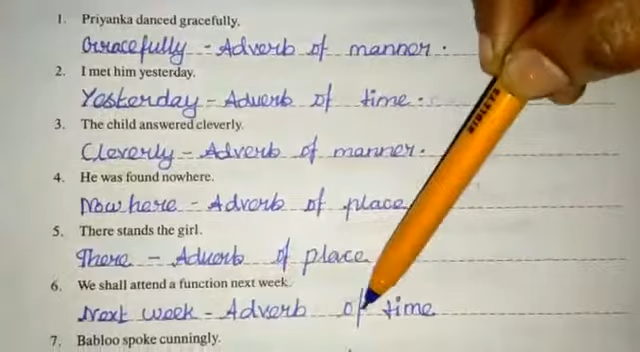 1. Priyanka danced gracefully.
Gracefully - Adverb of manner.
2. I met him yesterday.
Yesterday - Adverb of time.
3. The child answered cleverly.
Cleverly - Adverb of manner.
4. He was found nowhere.
Nowhere - Adverb of place
5. There stands the girl.
There - Adverb of place
6. We shall attend a function next week.
Next week - Adverb of time
7. Babloo spoke cunningly.